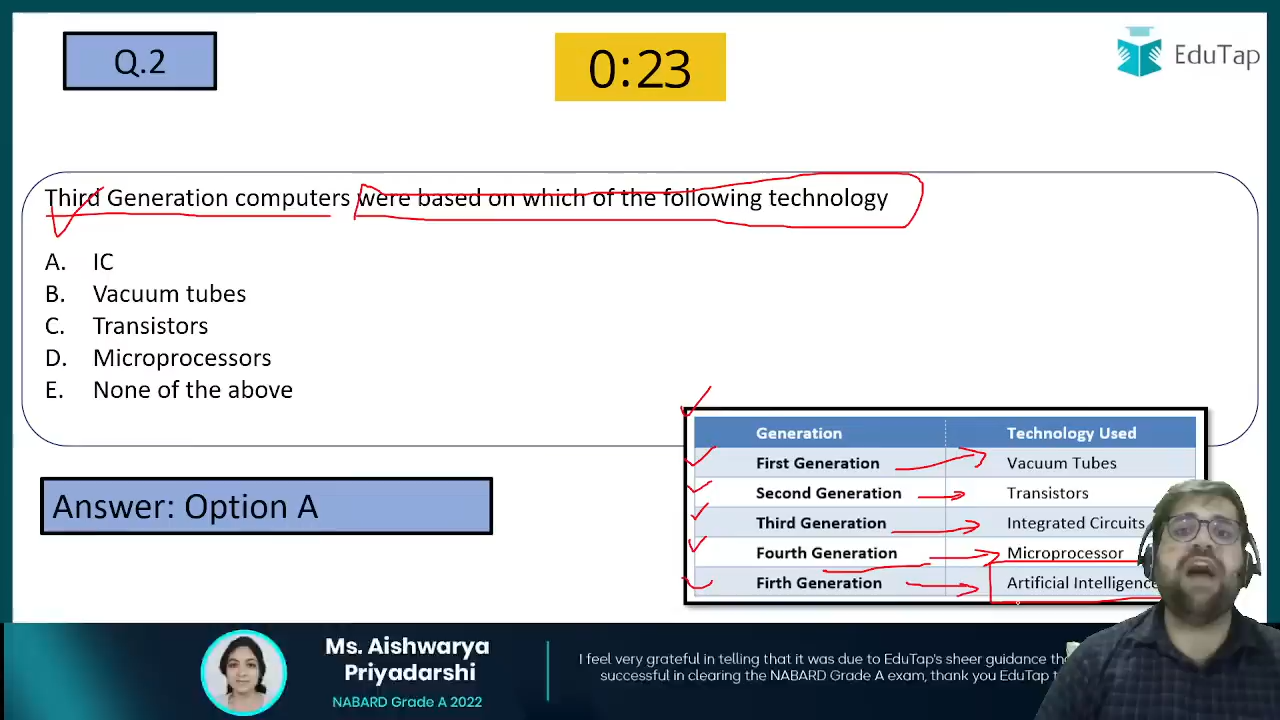 Q.2
0:23
EduTap
Third Generation computers were based on which of the following technology
A. IC
B. Vacuum tubes
C. Transistors
D. Microprocessors
E. None of the above
Generation Technology Used
First Generation Vacuum Tubes
Second Generation Transistors
Third Generation Integrated Circuits
Fourth Generation Microprocessor
Firth Generation Artificial Intelligence
Answer: Option A
Ms. Aishwarya
Priyadarshi
NABARD Grade A 2022
I feel very grateful in telling that it was due to EduTap's sheer guidance
successful in clearing the NABARD Grade A exam, thank you EduTap